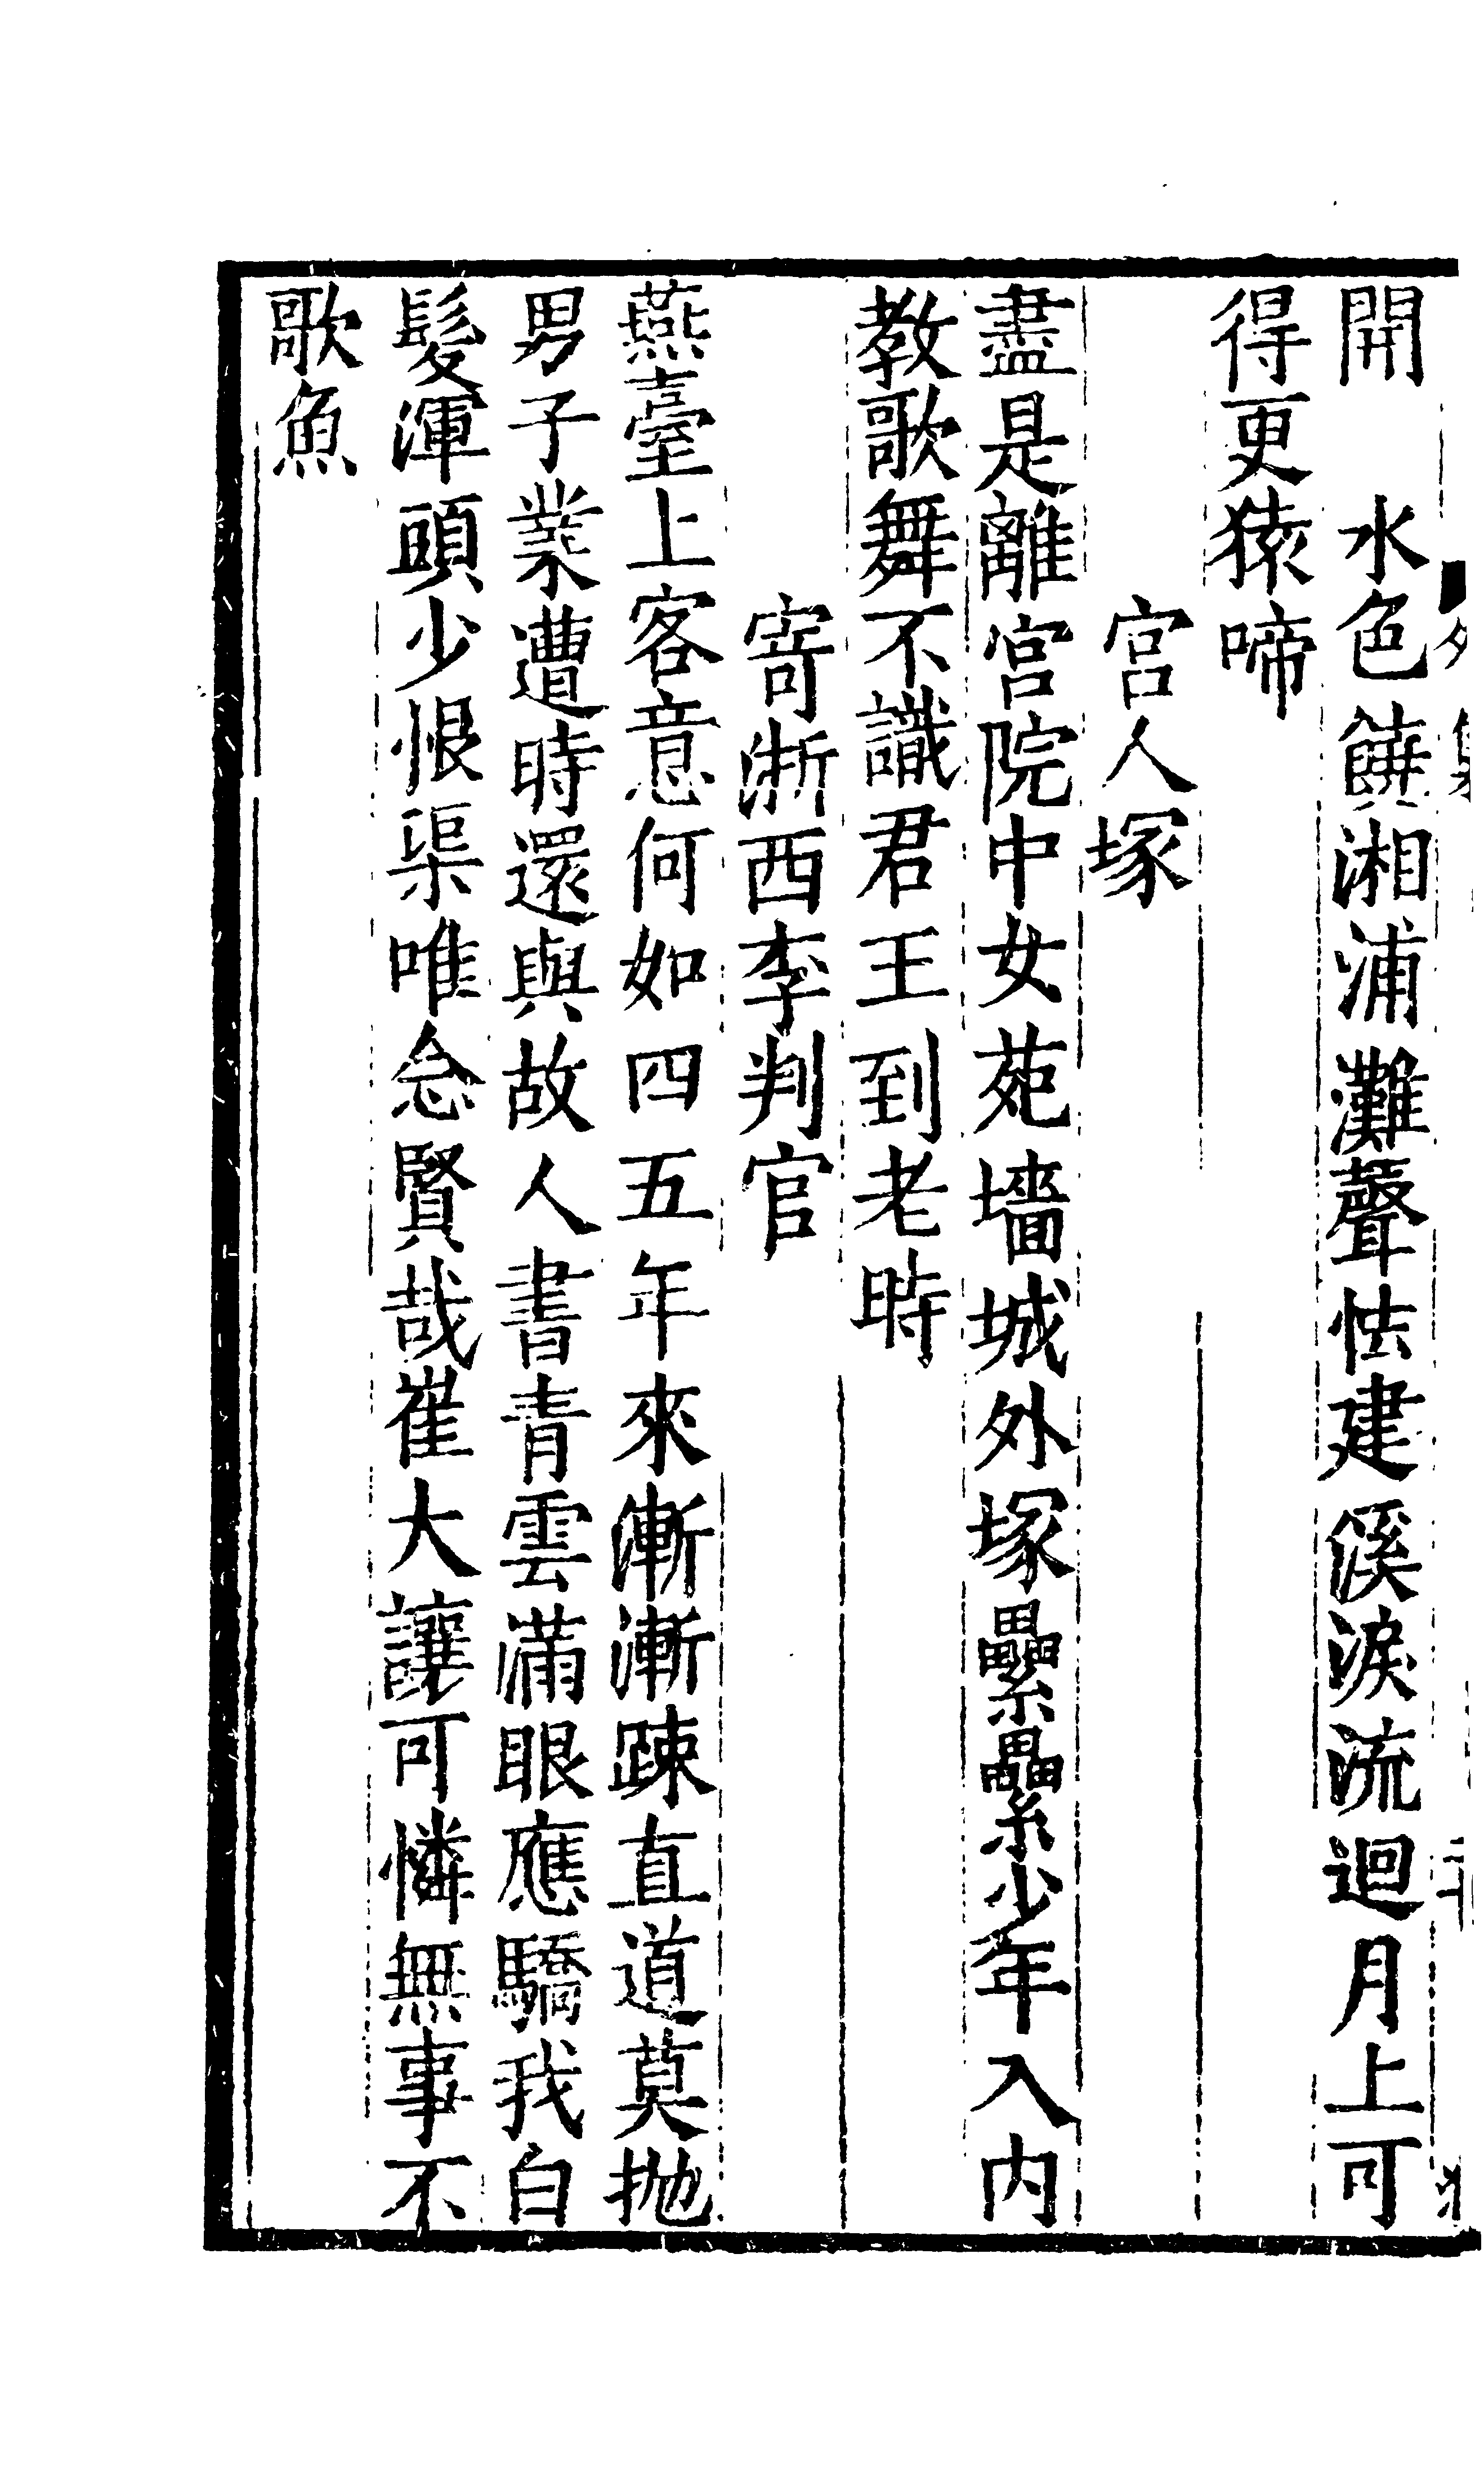 開　水色饒湘浦灘聲怯建溪淚流迴月上可
得更猿啼
宮人塚
盡是離宮院中女苑墻城外塚纍纍少年入內
教歌舞不識君王到老時
寄浙西李判官
燕臺上客意何如四五年來漸漸踈直道莫抛
男子業遭時還與故人書青雲滿眼應驕我白
髮渾頭少恨渠唯念賢哉崔大讓可憐無事不
歌魚